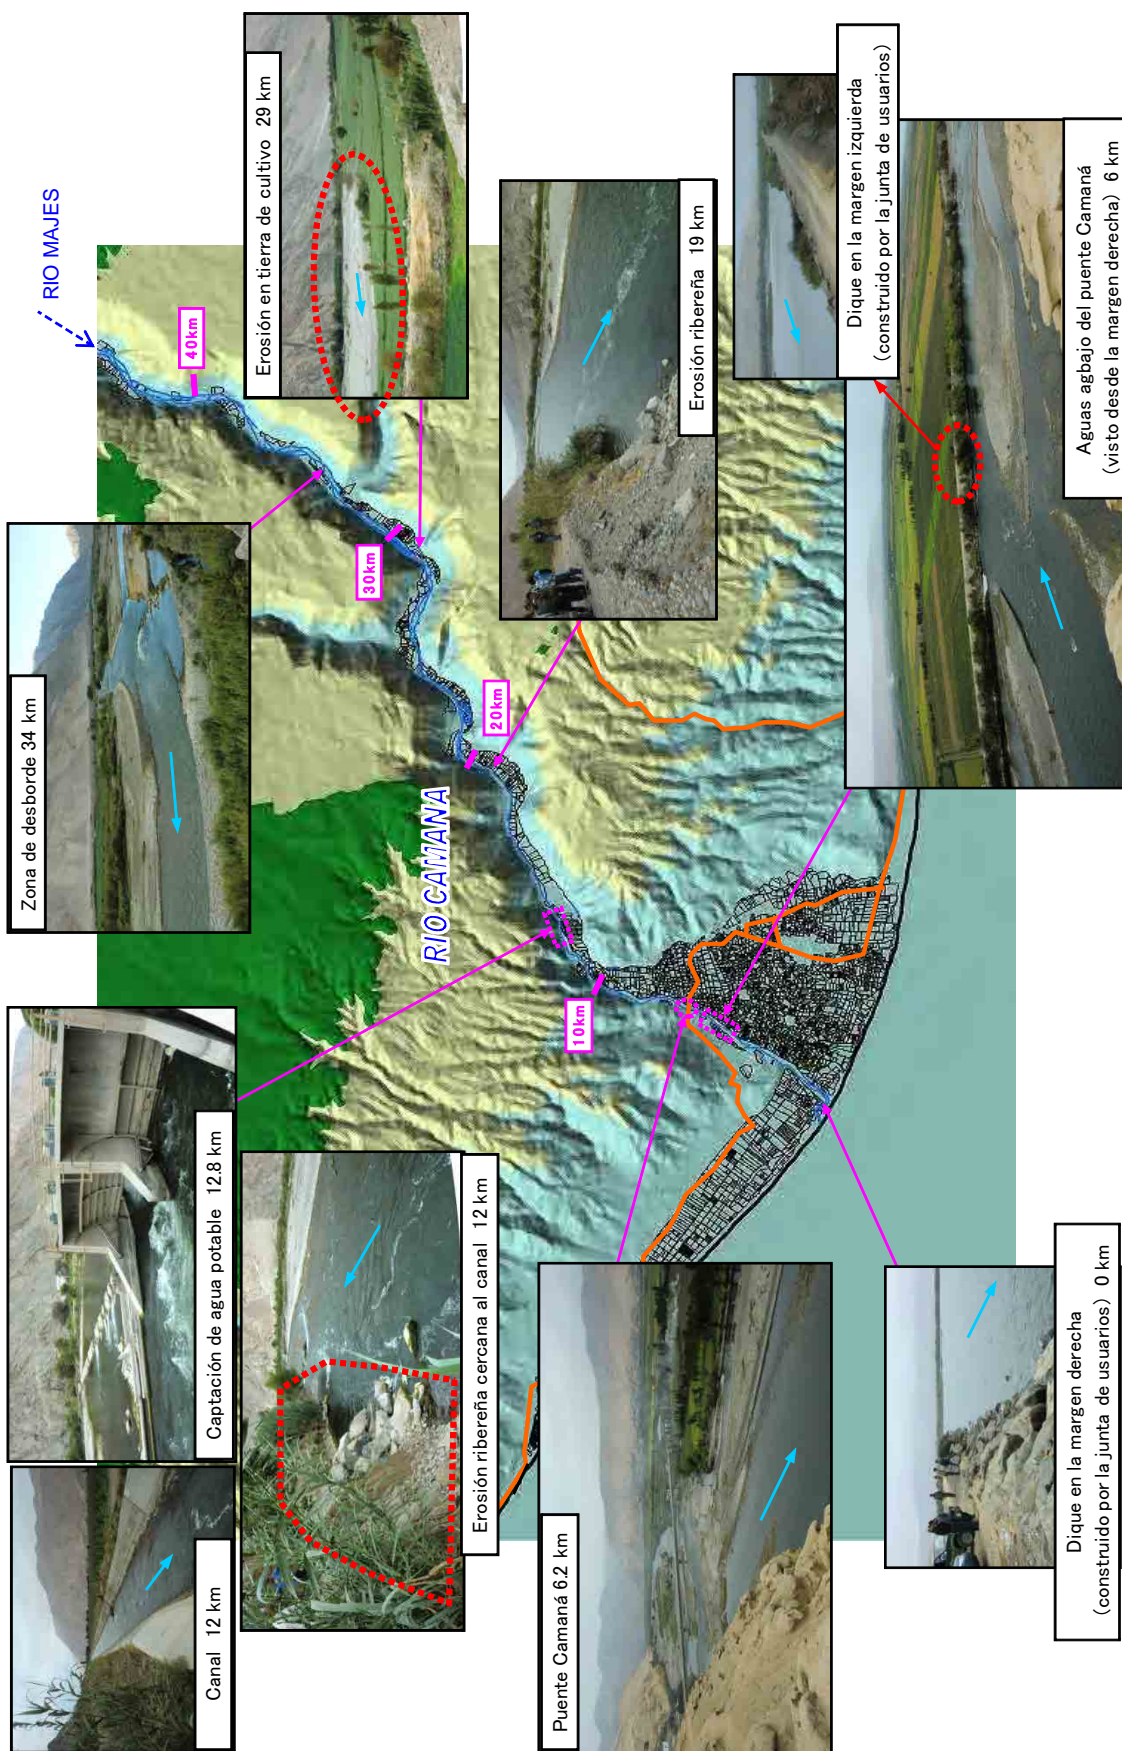 Canal 12 km
Captación de agua potable 12.8 km
Zona de desborde 34 km
Erosión en tierra de cultivo 29 km
RIO MAJES
40km
30km
20km
10km
RIO CAMANA
Erosión ribereña cercana al canal 12 km
Erosión ribereña 19 km
Puente Camaná 6.2 km
Dique en la margen izquierda
(construido por la junta de usuarios)
Aguas agbajo del puente Camaná
(visto desde la margen derecha) 6 km
Dique en la margen derecha
(construido por la junta de usuarios) 0 km